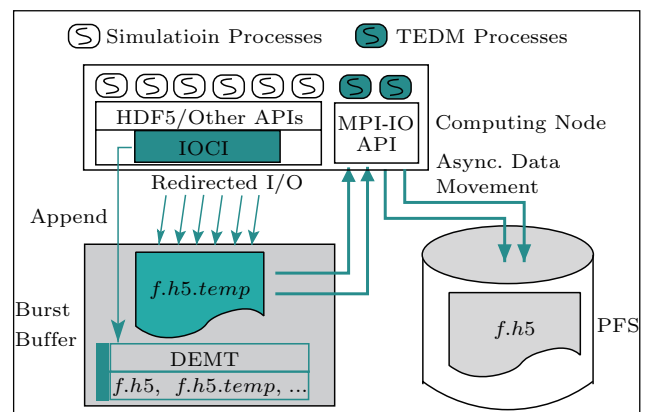 Simulatioin Processes
TEDM Processes
HDF5/Other APIs
IOCI
MPI-IO
API
Computing Node
Async. Data
Movement
Redirected I/O
Append
f.h5.temp
f.h5
PFS
Burst
Buffer
DEMT
f.h5, f.h5.temp, ...